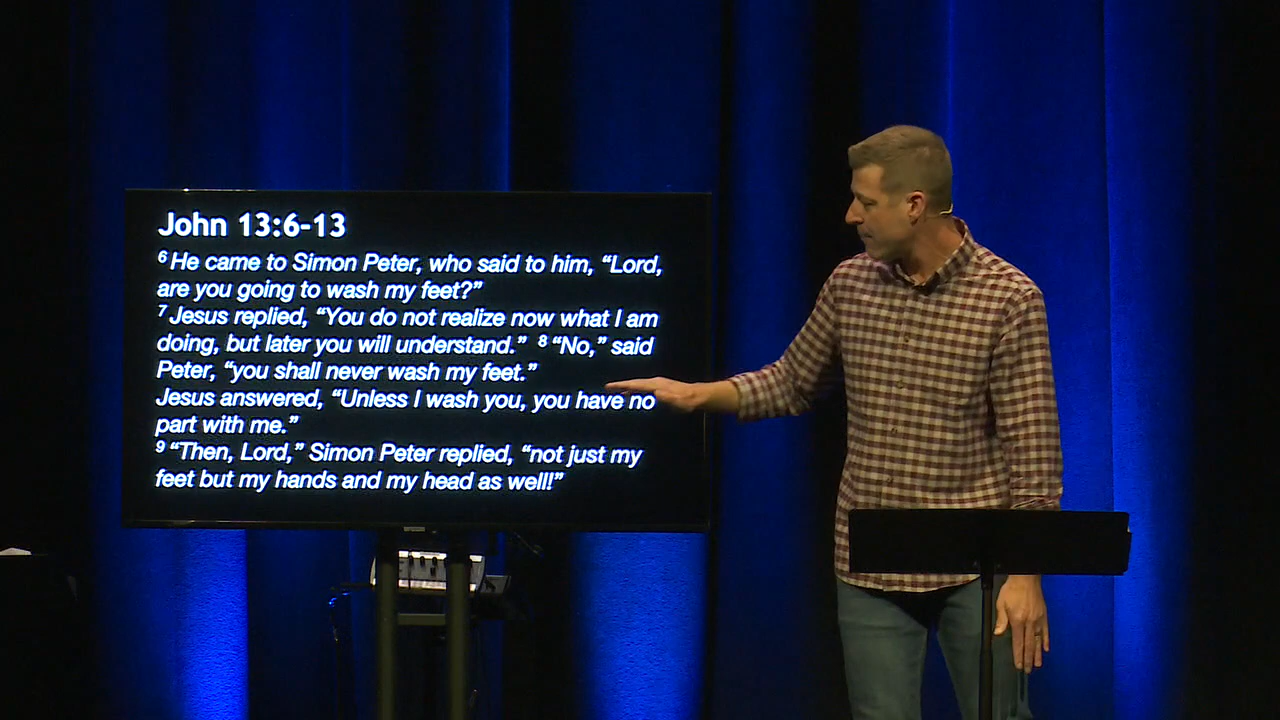 John 13:6-13
6 He came to Simon Peter, who said to him, “Lord,
are you going to wash my feet?”
7 Jesus replied, “You do not realize now what I am
doing, but later you will understand.” 8 “No,” said
Peter, “you shall never wash my feet.”
Jesus answered, “Unless I wash you, you have no
part with me.”
9 “Then, Lord,” Simon Peter replied, “not just my
feet but my hands and my head as well!”